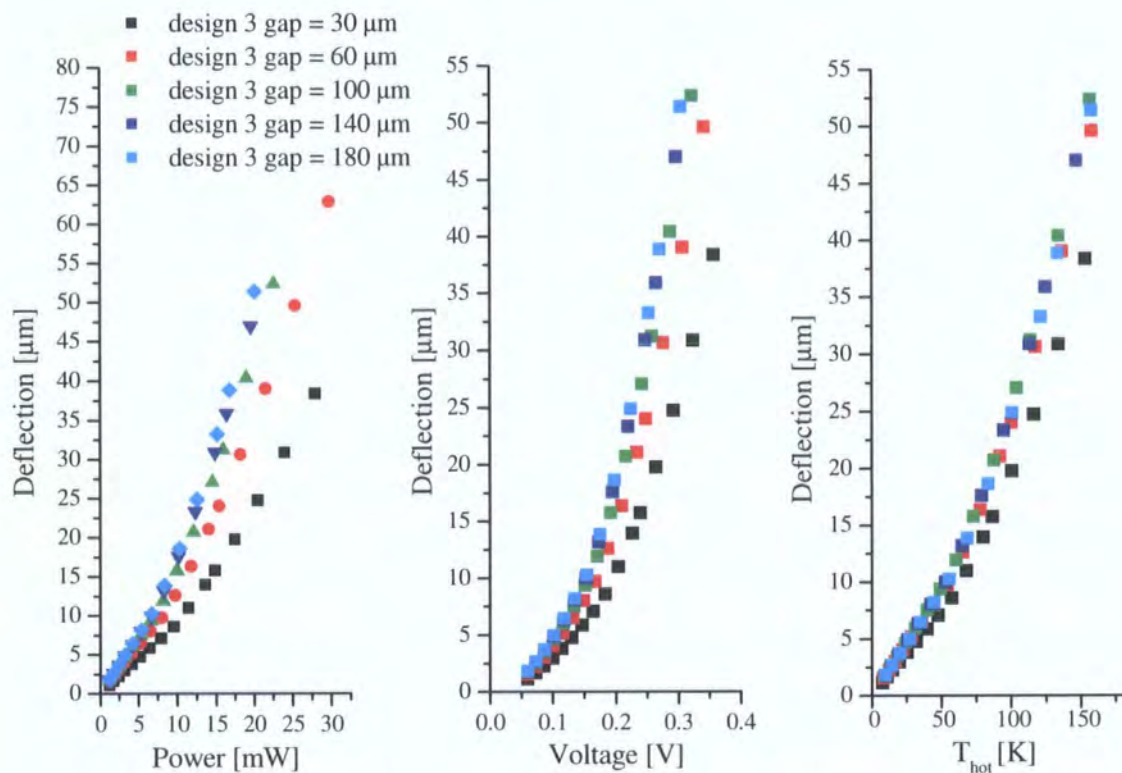 design 3 gap = 30 μm
design 3 gap = 60 μm
design 3 gap = 100 μm
design 3 gap = 140 μm
design 3 gap = 180 μm
80
75
70
65
60
55
50
45
40
35
30
25
20
15
10
5
0
0 5 10 15 20 25 30
Deflection [μm]
Power [mW]
55
50
45
40
35
30
25
20
15
10
5
0
0.0 0.1 0.2 0.3 0.4
Deflection [μm]
Voltage [V]
55
50
45
40
35
30
25
20
15
10
5
0
0 50 100 150
Deflection [μm]
T_hot [K]